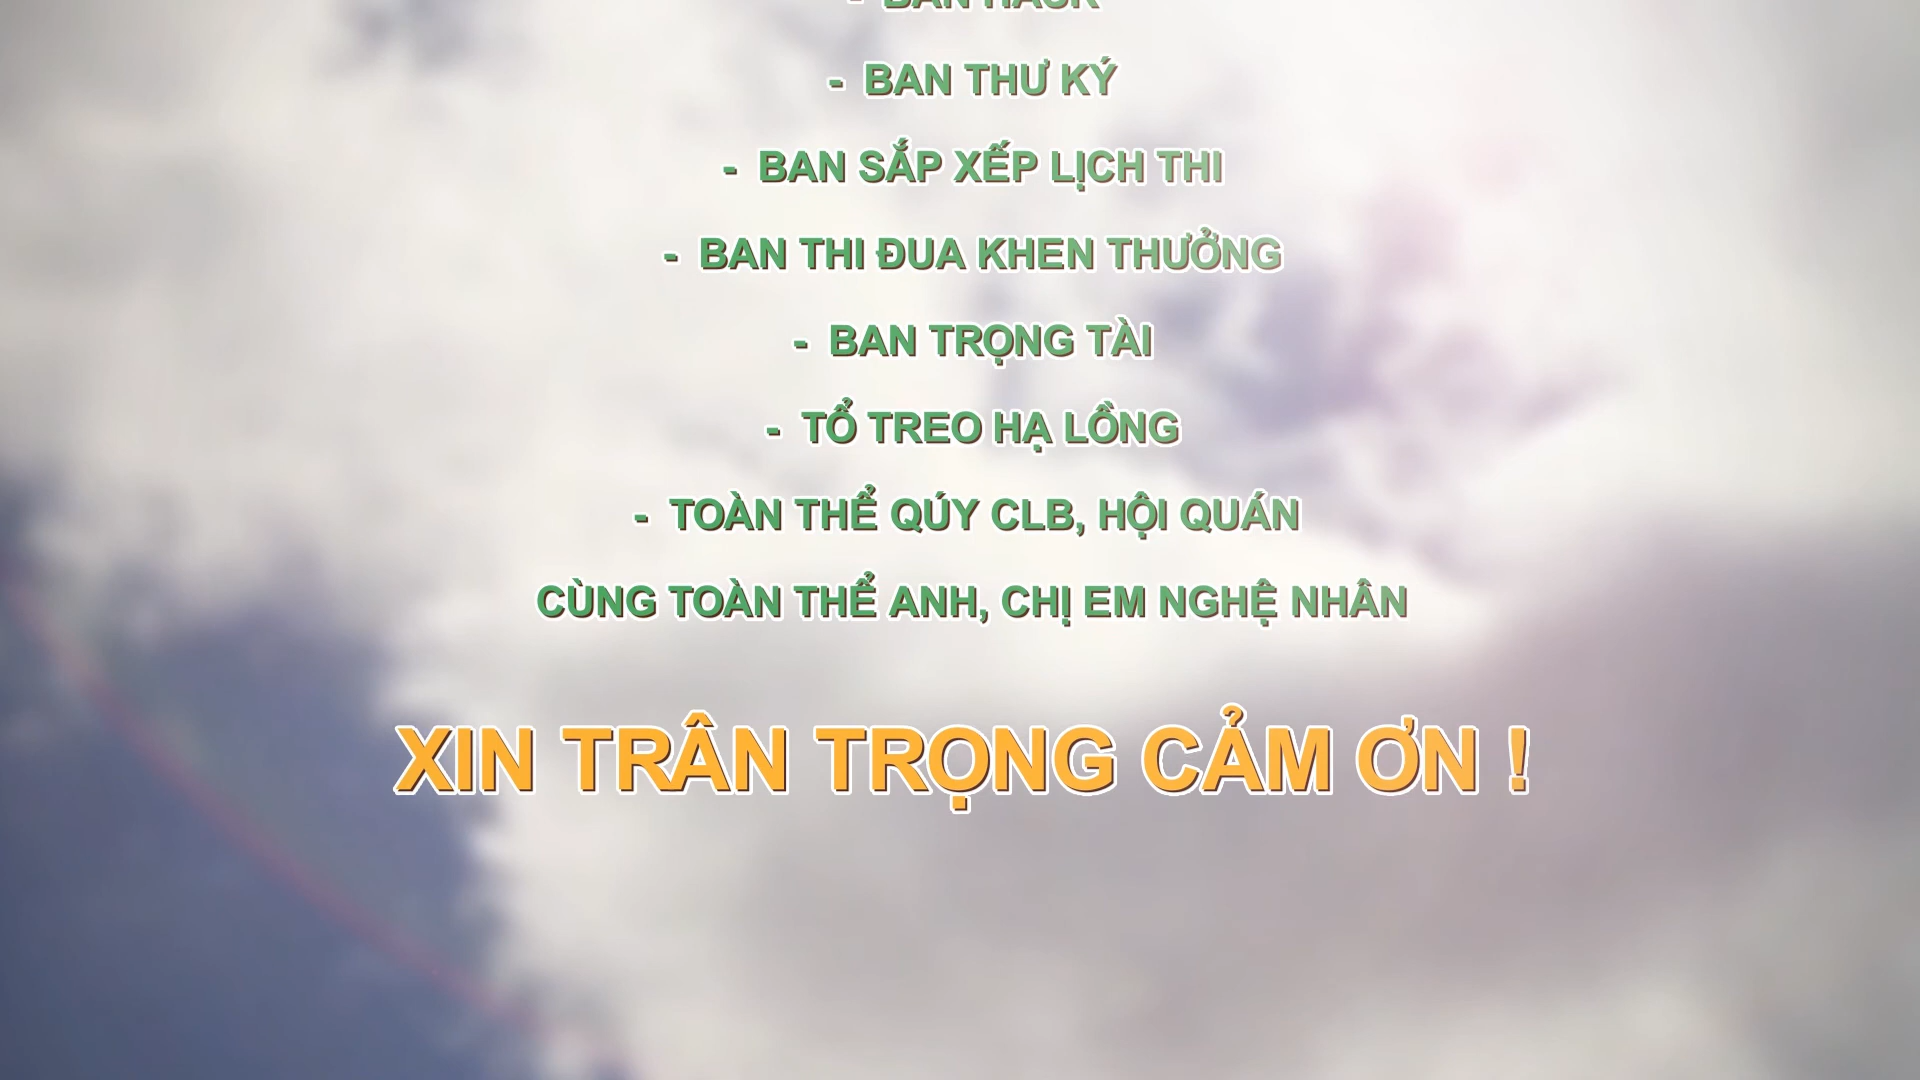 - BAN THƯ KÝ
- BAN SẮP XẾP LỊCH THI
- BAN THI ĐUA KHEN THƯỞNG
- BAN TRỌNG TÀI
- TỔ TREO HẠ LỒNG
- TOÀN THỂ QÚY CLB, HỘI QUÁN
CÙNG TOÀN THỂ ANH, CHỊ EM NGHỆ NHÂN
XIN TRÂN TRỌNG CẢM ƠN !